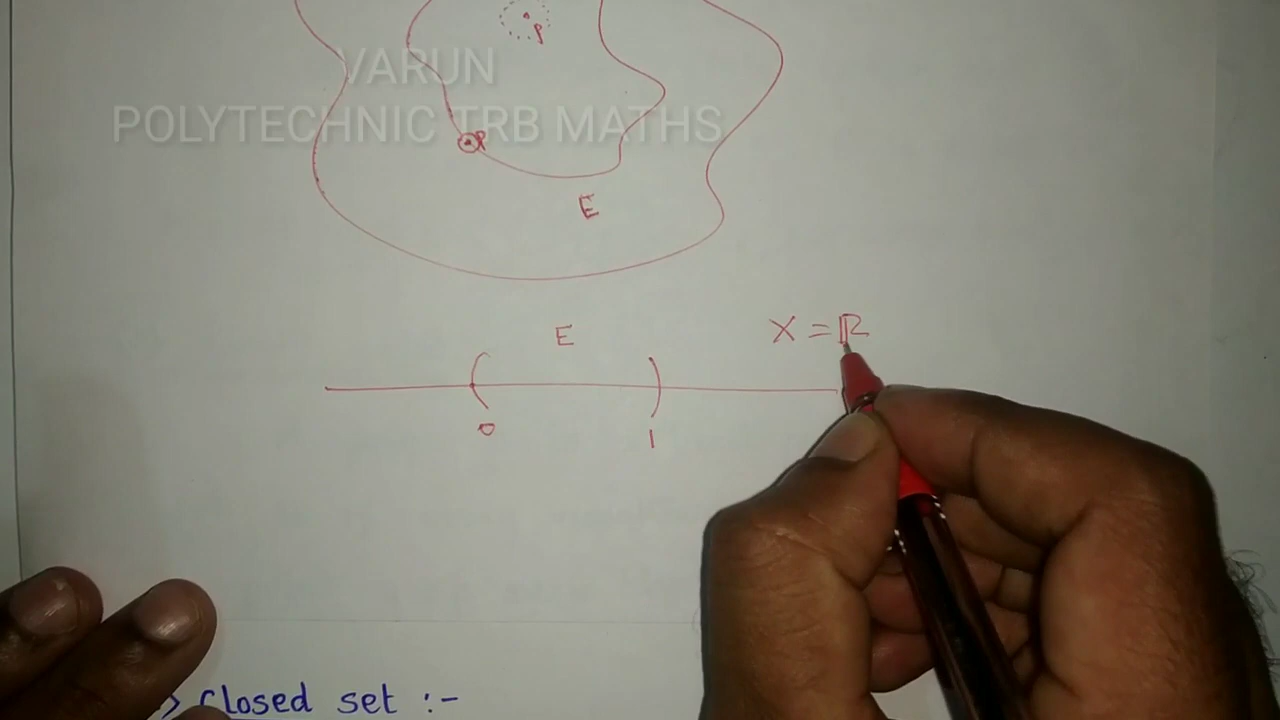 p
VARUN
POLYTECHNIC TRB MATHS
P
E
E X = ℝ
0 1
Closed set :-